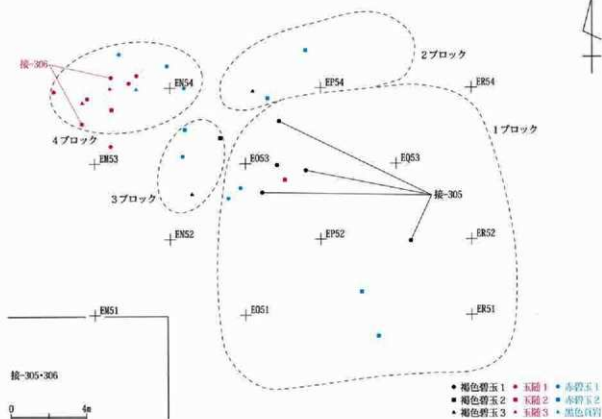 2ブロック
接-306
EN54
EP54
ER54
1ブロック
4ブロック
EM53
EO53
EQ53
3ブロック
接-305
EN52
EP52
ER52
EM51
EO51
ER51
接-305・306
0 4m
● 褐色碧玉1 ● 玉髄1 ● 赤碧玉1
■ 褐色碧玉2 ■ 玉髄2 ■ 赤碧玉2
▲ 褐色碧玉3 ▲ 玉髄3 ▲ 黒色頁岩